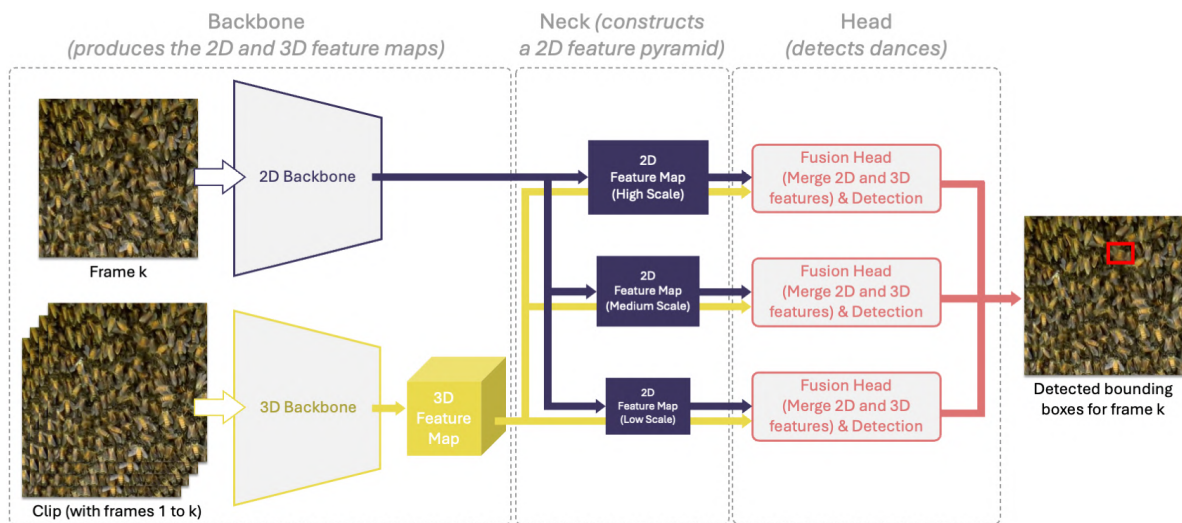 Backbone
(produces the 2D and 3D feature maps)
Neck (constructs
a 2D feature pyramid)
Head
(detects dances)
Frame k
2D Backbone
2D
Feature Map
(High Scale)
Fusion Head
(Merge 2D and 3D
features) & Detection
2D
Feature Map
(Medium Scale)
Fusion Head
(Merge 2D and 3D
features) & Detection
Clip (with frames 1 to k)
3D Backbone
3D
Feature
Map
2D
Feature Map
(Low Scale)
Fusion Head
(Merge 2D and 3D
features) & Detection
Detected bounding
boxes for frame k